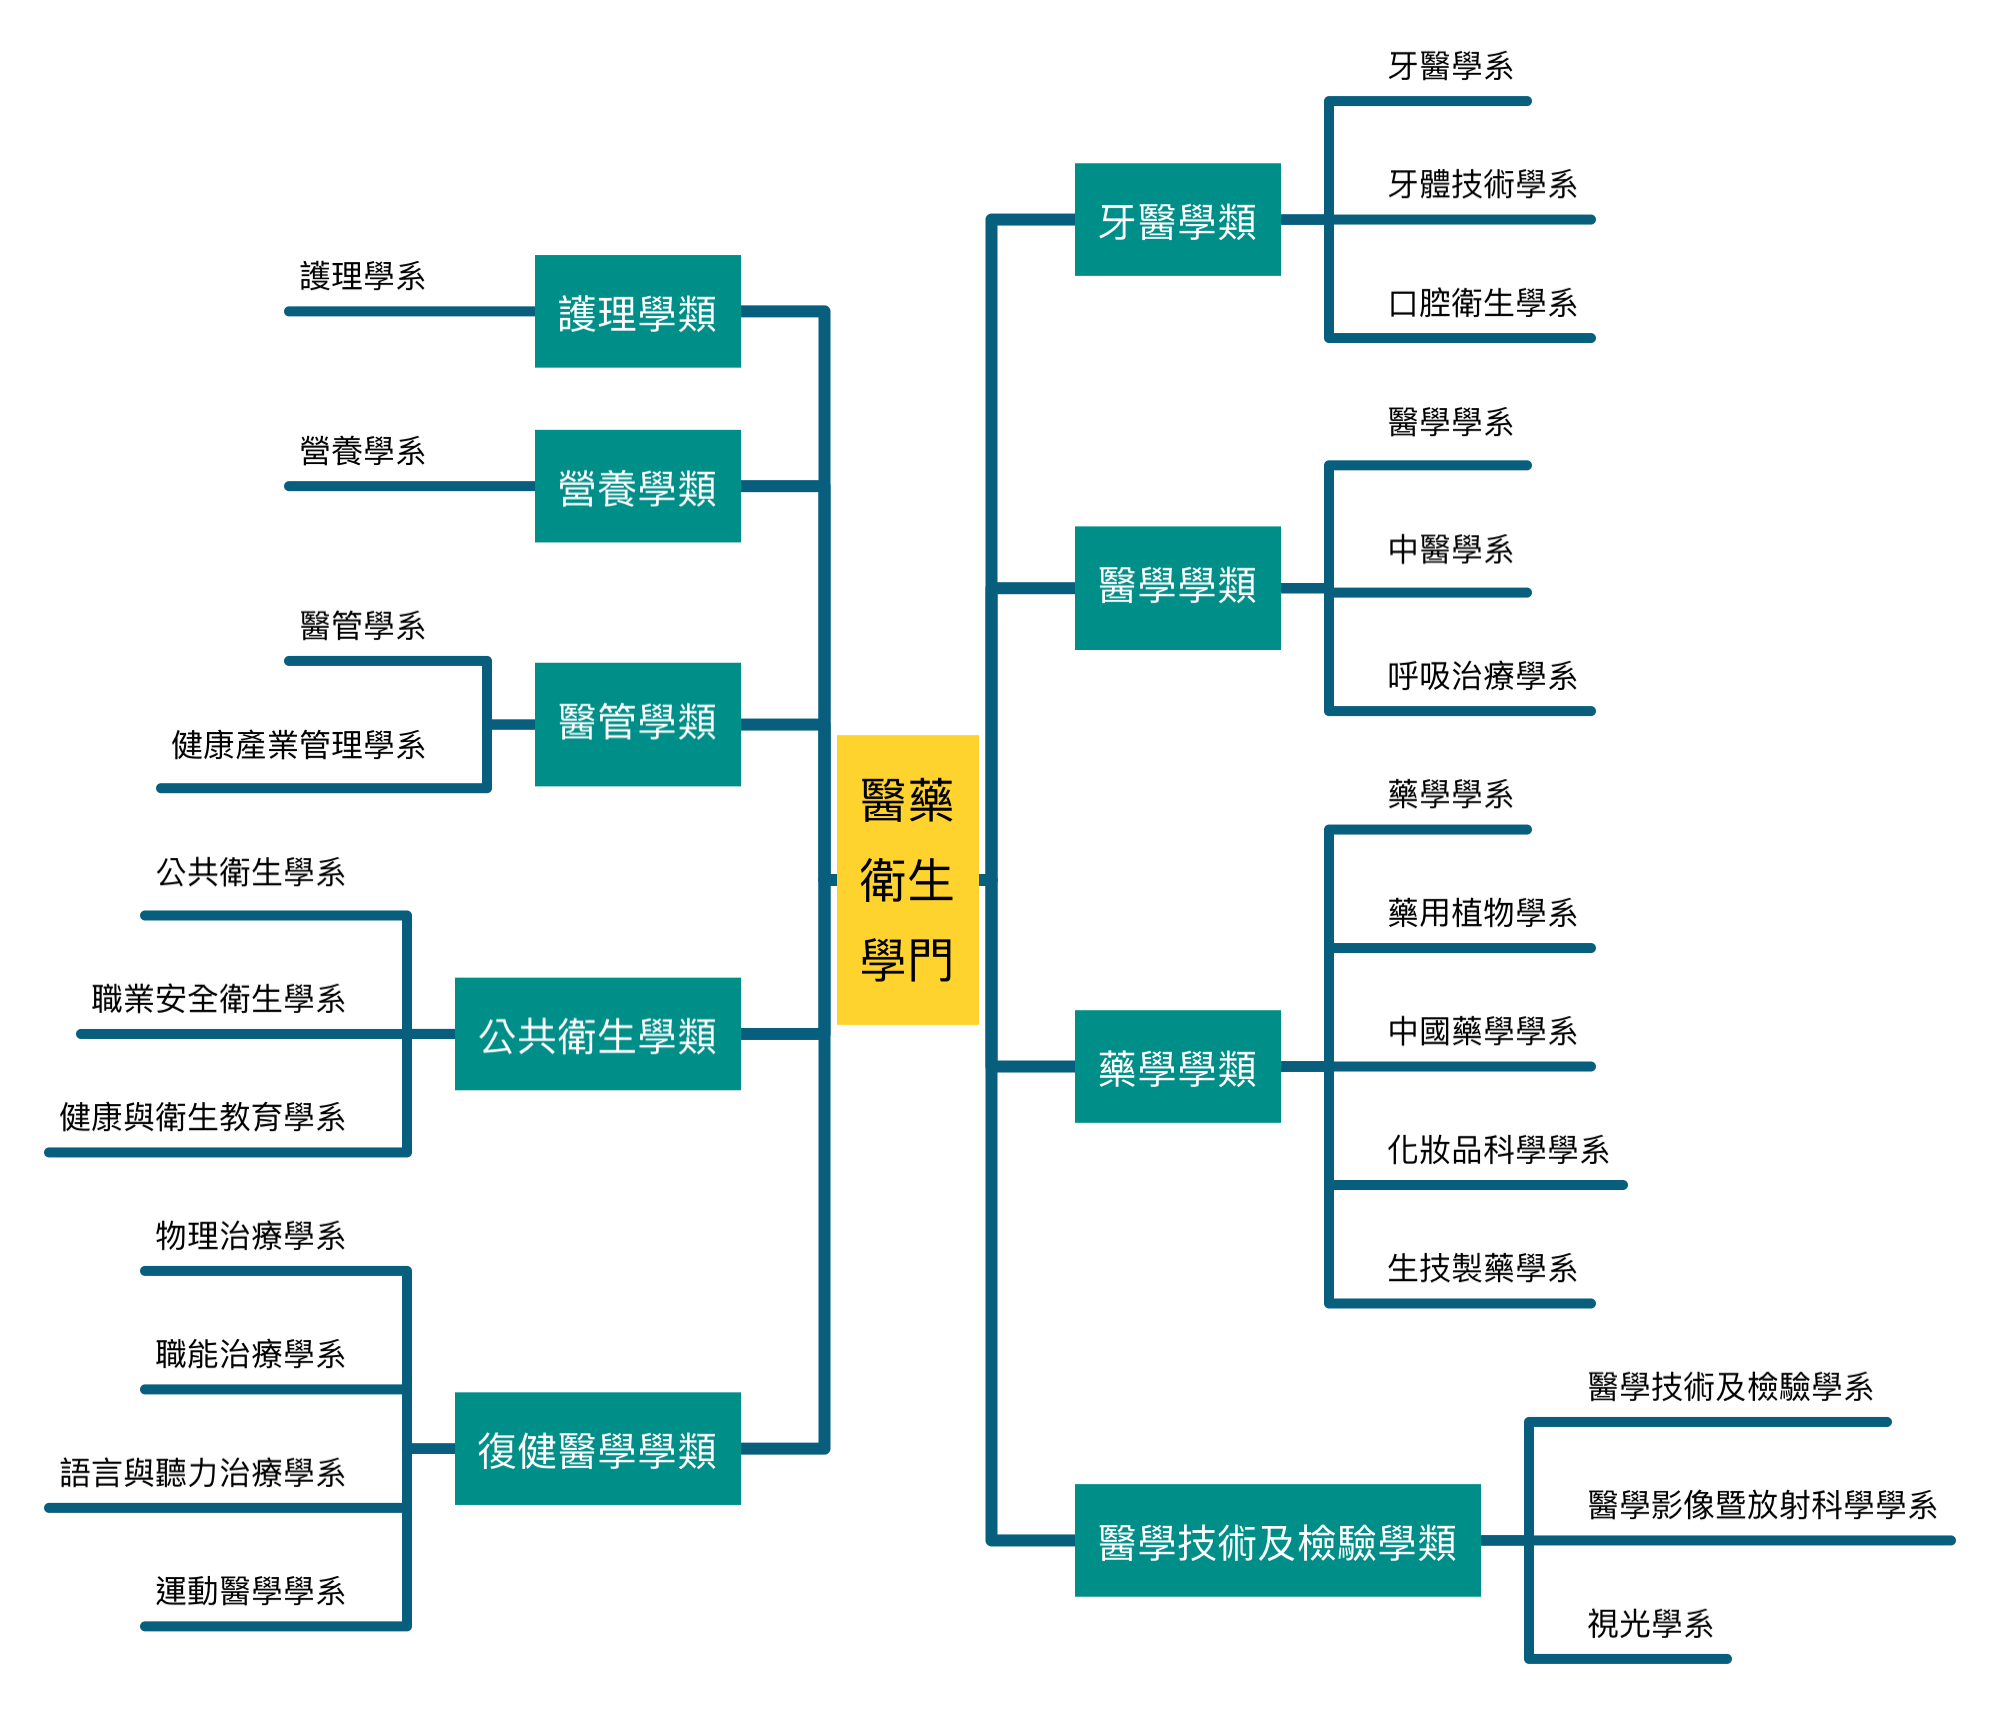 醫藥
衛生
學門
牙醫學類
牙醫學系
牙體技術學系
口腔衛生學系
醫學學類
醫學學系
中醫學系
呼吸治療學系
藥學學類
藥學學系
藥用植物學系
中國藥學學系
化妝品科學學系
生技製藥學系
醫學技術及檢驗學類
醫學技術及檢驗學系
醫學影像暨放射科學學系
視光學系
護理學類
護理學系
營養學類
營養學系
醫管學類
醫管學系
健康產業管理學系
公共衛生學類
公共衛生學系
職業安全衛生學系
健康與衛生教育學系
復健醫學學類
物理治療學系
職能治療學系
語言與聽力治療學系
運動醫學學系